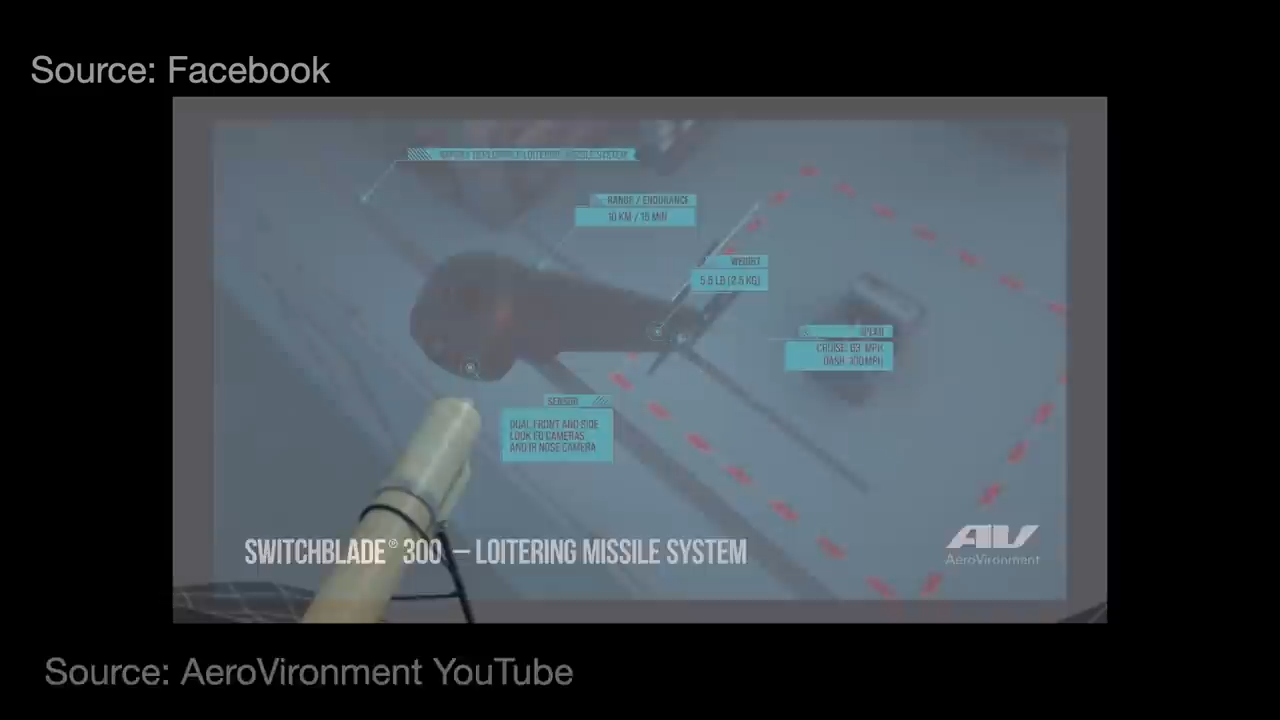 Source: Facebook
RANGE / ENDURANCE
10 KM / 15 MIN
WEIGHT
5.5 LB (2.5 KG)
CRUISE: 63 MPH
DASH: 100 MPH
SENSOR
DUAL FRONT AND SIDE
LOOK EO CAMERAS
AND IR NOSE CAMERA
SWITCHBLADE® 300 – LOITERING MISSILE SYSTEM
AV
AeroVironment
Source: AeroVironment YouTube